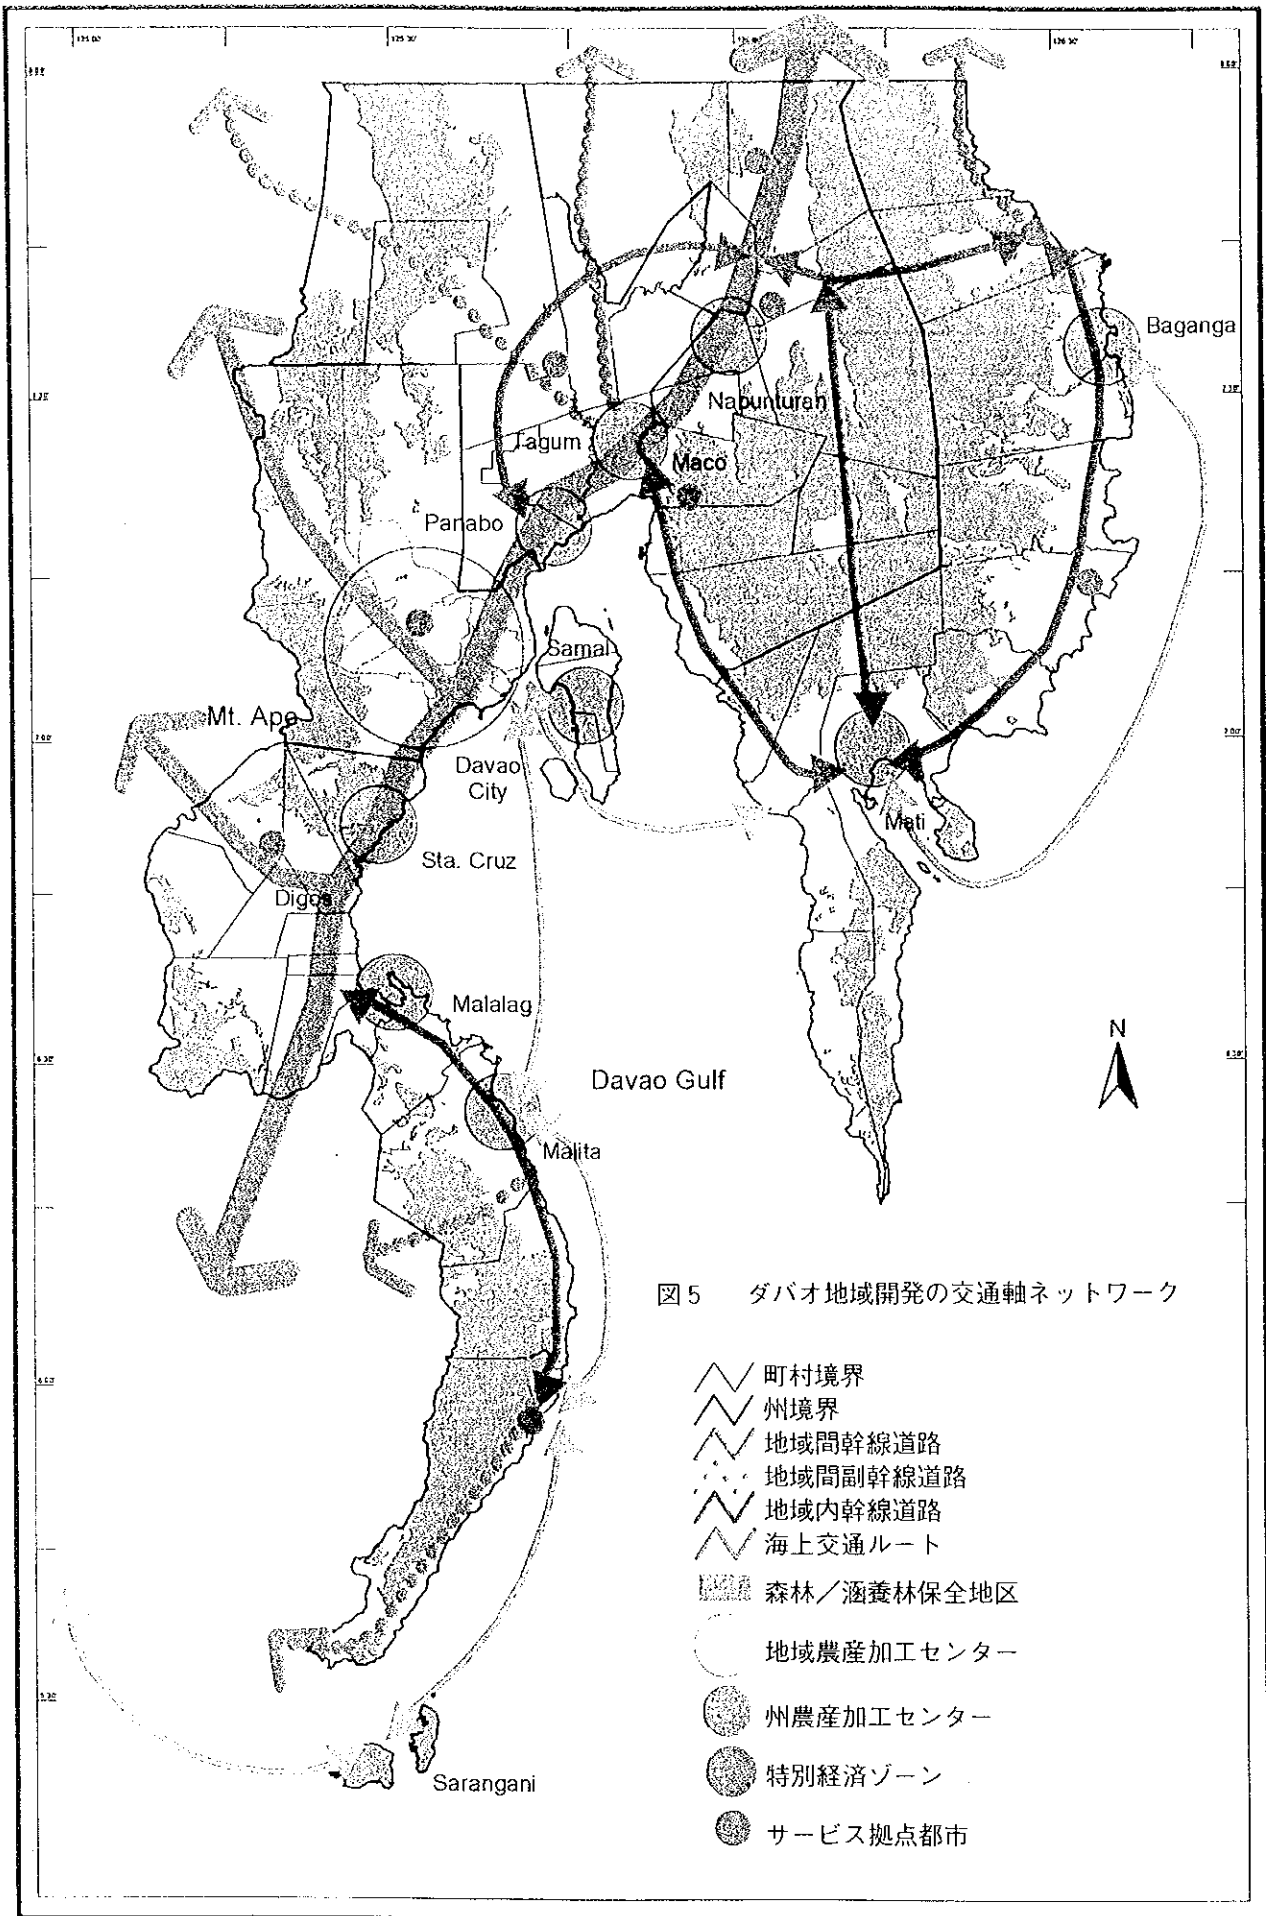 125 00'
125 30'
126 30'
Baganga
Nabunturan
Tagum
Maco
Panabo
Samal
Mt. Apo
Davao
City
Mati
Sta. Cruz
Digos
Malalag
N
Davao Gulf
Malita
図5 ダバオ地域開発の交通軸ネットワーク
町村境界
州境界
地域間幹線道路
地域間副幹線道路
地域内幹線道路
海上交通ルート
森林／涵養林保全地区
地域農産加工センター
州農産加工センター
特別経済ゾーン
Sarangani
サービス拠点都市